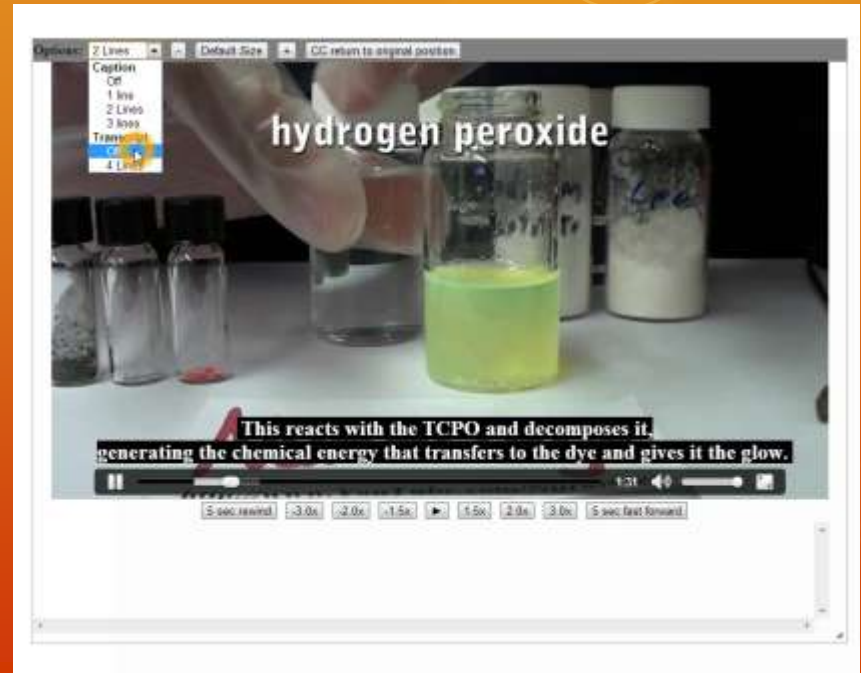 Options: 2 Lines - Default Size + CC return to original position
Caption
Off
1 line
2 Lines
3 lines
Transcript
Off
4 Lines
hydrogen peroxide
This reacts with the TCPO and decomposes it,
generating the chemical energy that transfers to the dye and gives it the glow.
1:31
5 sec rewind -3.0x -2.0x -1.5x 1.5x 2.0x 3.0x 5 sec fast forward